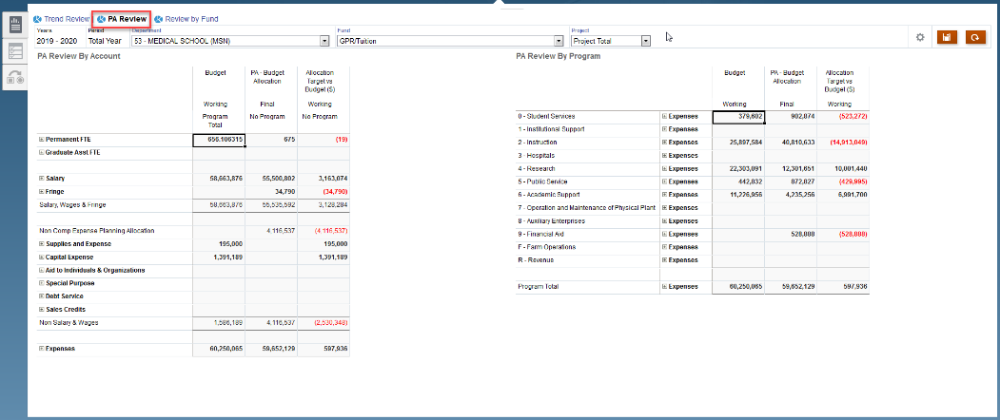 Trend Review PA Review Review by Fund
Years Period Department Fund Project
2019 - 2020 Total Year 53 - MEDICAL SCHOOL (MSN) GPR/Tuition Project Total
PA Review By Account
Budget PA - Budget Allocation Allocation Target vs Budget ($)
Working Final Working
Program Total No Program No Program
Permanent FTE 656.106315 675 (19)
Graduate Asst FTE
Salary 58,663,876 55,500,802 3,163,074
Fringe 34,790 (34,790)
Salary, Wages & Fringe 58,663,876 55,535,592 3,128,284
Non Comp Expense Planning Allocation 4,116,537 (4,116,537)
Supplies and Expense 195,000 195,000
Capital Expense 1,391,189 1,391,189
Aid to Individuals & Organizations
Special Purpose
Debt Service
Sales Credits
Non Salary & Wages 1,586,189 4,116,537 (2,530,348)
Expenses 60,250,065 59,652,129 597,936
PA Review By Program
Budget PA - Budget Allocation Allocation Target vs Budget ($)
Working Final Working
0 - Student Services Expenses 379,602 902,874 (523,272)
1 - Institutional Support Expenses
2 - Instruction Expenses 25,897,584 40,810,633 (14,913,049)
3 - Hospitals Expenses
4 - Research Expenses 22,303,091 12,301,651 10,001,440
5 - Public Service Expenses 442,832 872,827 (429,995)
6 - Academic Support Expenses 11,226,956 4,235,256 6,991,700
7 - Operation and Maintenance of Physical Plant Expenses
8 - Auxiliary Enterprises Expenses
9 - Financial Aid Expenses 528,888 (528,888)
F - Farm Operations Expenses
R - Revenue Expenses
Program Total Expenses 60,250,065 59,652,129 597,936